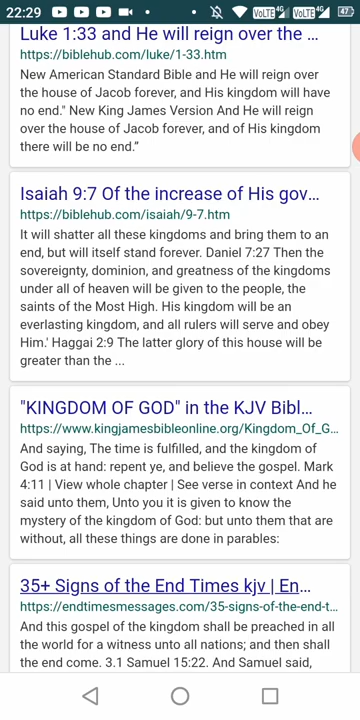 22:29
VoLTE 4G VoLTE 4G 47
Luke 1:33 and He will reign over the ...
https://biblehub.com/luke/1-33.htm
New American Standard Bible and He will reign over
the house of Jacob forever, and His kingdom will have
no end." New King James Version And He will reign
over the house of Jacob forever, and of His kingdom
there will be no end.”
Isaiah 9:7 Of the increase of His gov...
https://biblehub.com/isaiah/9-7.htm
It will shatter all these kingdoms and bring them to an
end, but will itself stand forever. Daniel 7:27 Then the
sovereignty, dominion, and greatness of the kingdoms
under all of heaven will be given to the people, the
saints of the Most High. His kingdom will be an
everlasting kingdom, and all rulers will serve and obey
Him.' Haggai 2:9 The latter glory of this house will be
greater than the ...
"KINGDOM OF GOD" in the KJV Bibl...
https://www.kingjamesbibleonline.org/Kingdom_Of_G...
And saying, The time is fulfilled, and the kingdom of
God is at hand: repent ye, and believe the gospel. Mark
4:11 | View whole chapter | See verse in context And he
said unto them, Unto you it is given to know the
mystery of the kingdom of God: but unto them that are
without, all these things are done in parables:
35+ Signs of the End Times kjv | En...
https://endtimesmessages.com/35-signs-of-the-end-t...
And this gospel of the kingdom shall be preached in all
the world for a witness unto all nations; and then shall
the end come. 3.1 Samuel 15:22. And Samuel said,